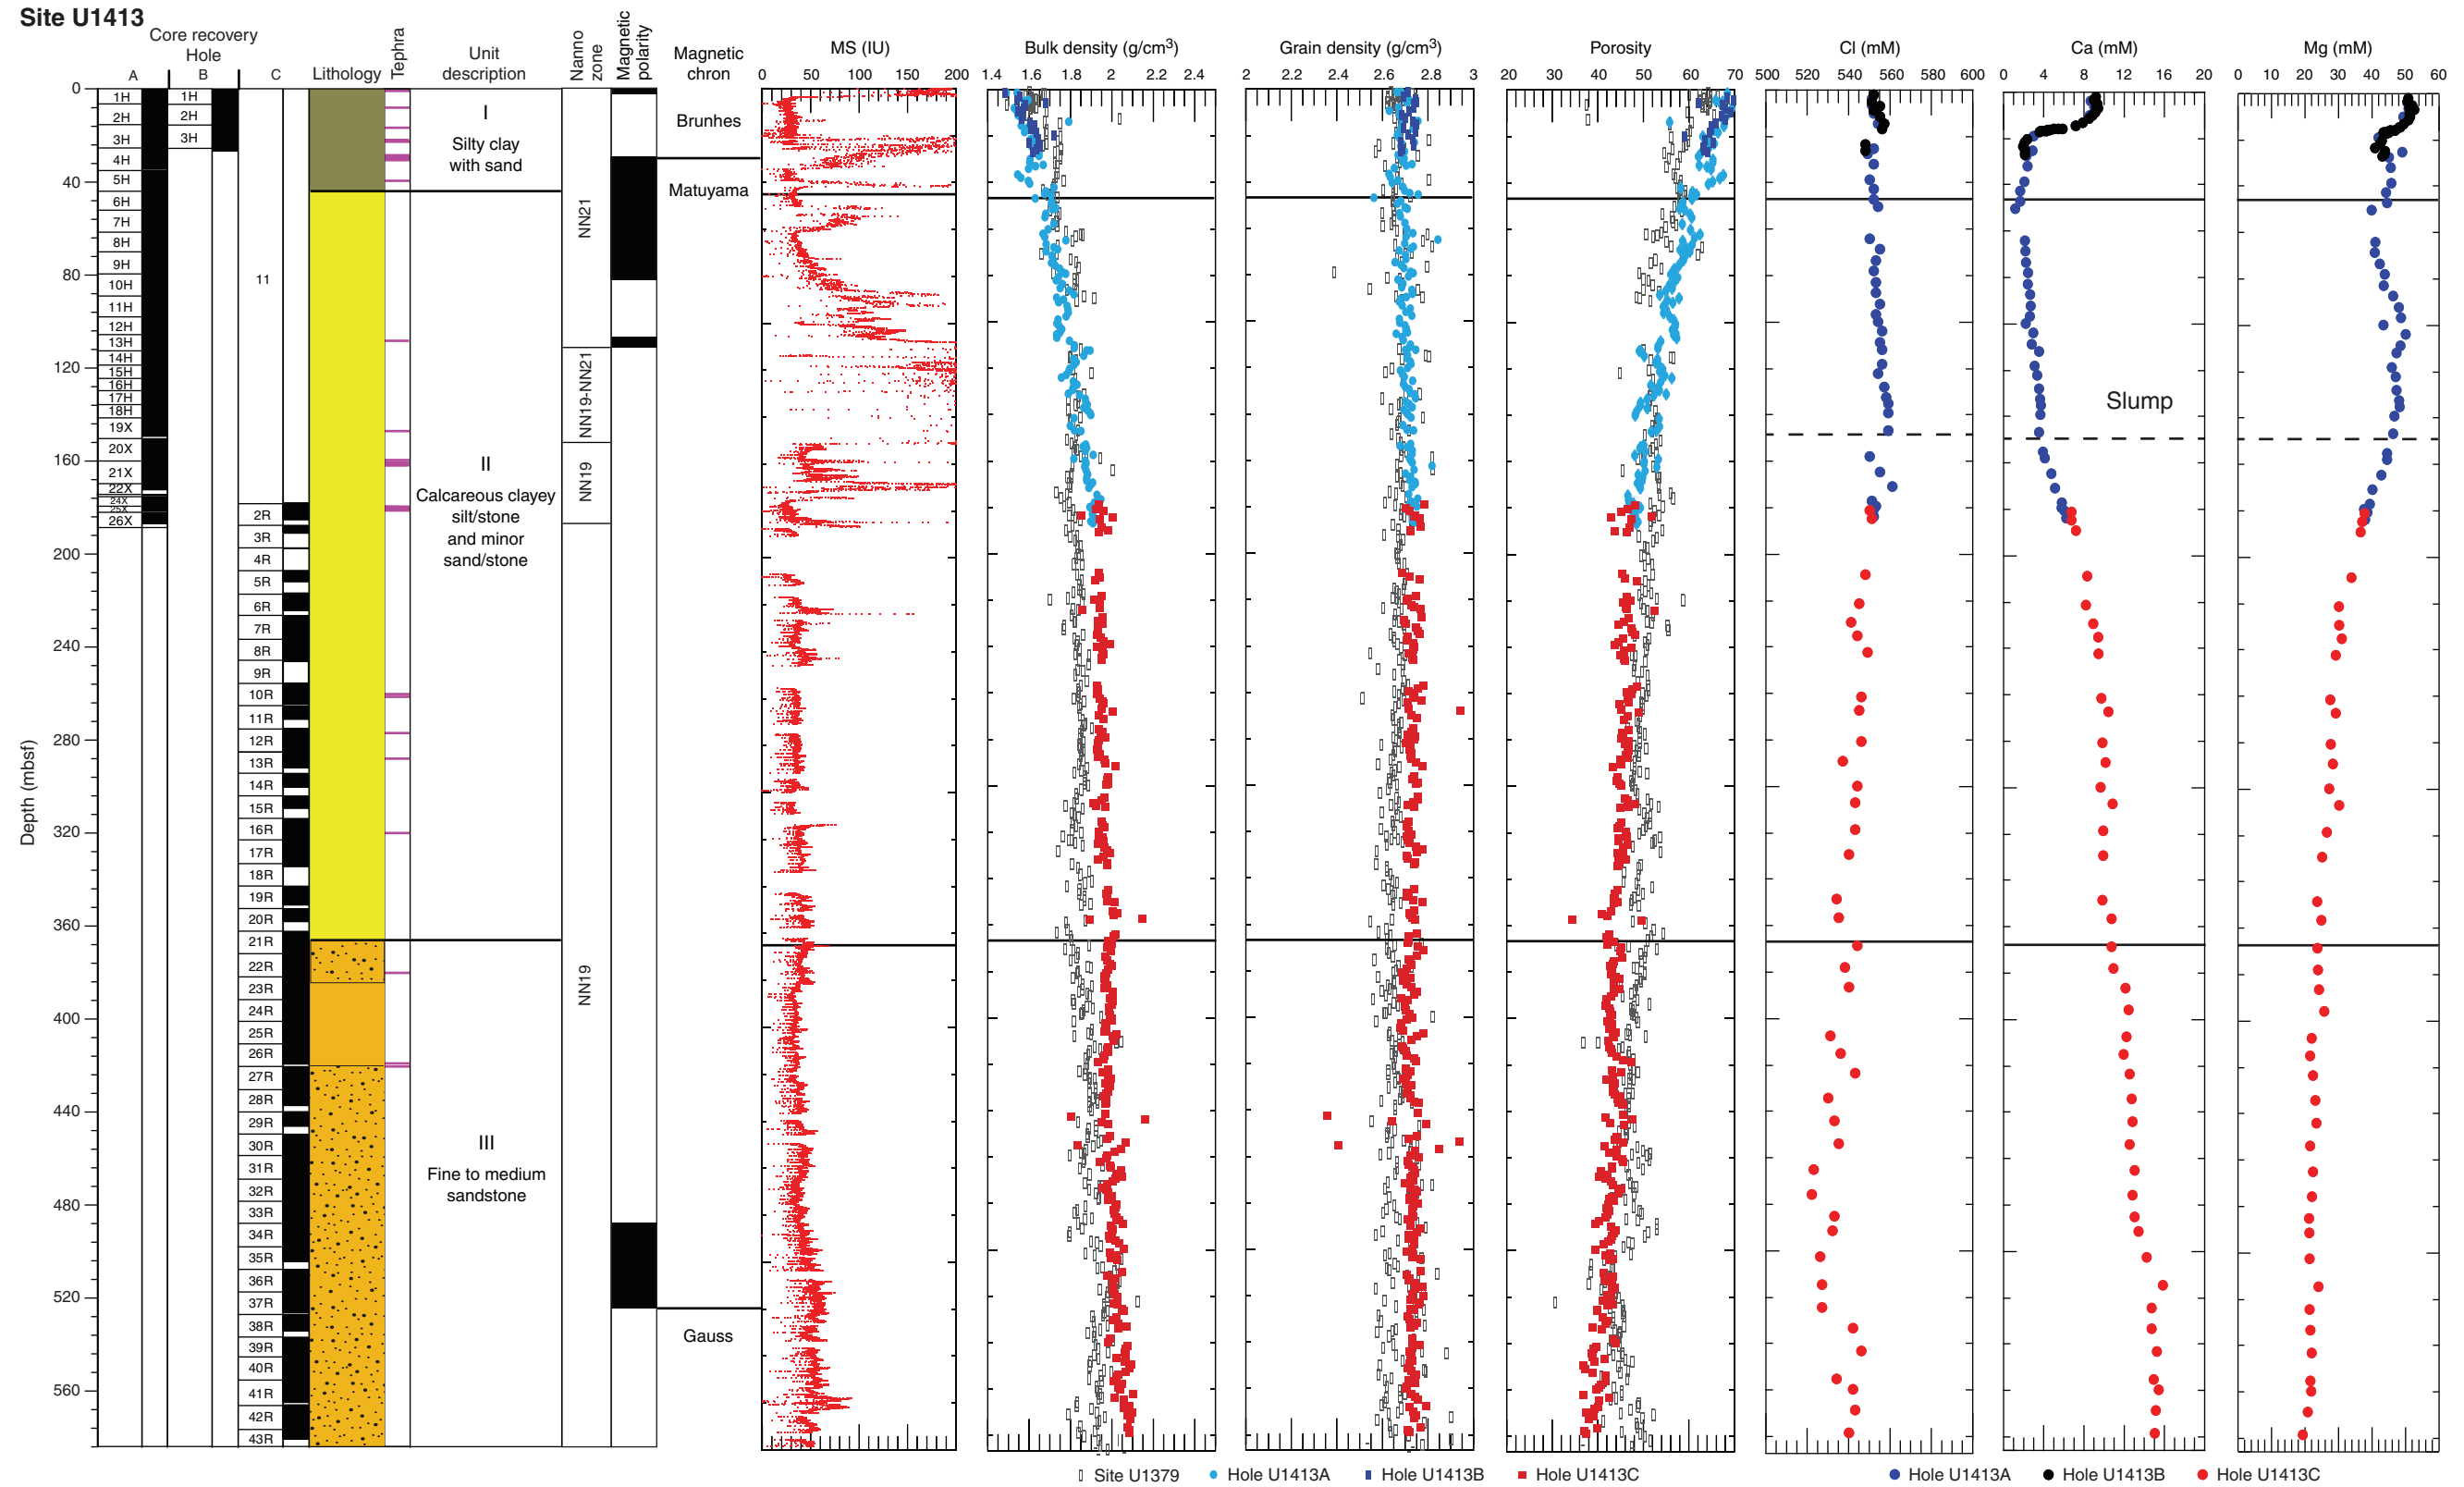 Site U1413
Core recovery
Hole
A
B
C
Lithology
Tephra
Unit
description
Nanno
zone
Magnetic
polarity
Magnetic
chron
MS (IU)
0 50 100 150 200
Bulk density (g/cm³)
1.4 1.6 1.8 2 2.2 2.4
Grain density (g/cm³)
2 2.2 2.4 2.6 2.8 3
Porosity
20 30 40 50 60 70
Cl (mM)
500 520 540 560 580 600
Ca (mM)
0 4 8 12 16 20
Mg (mM)
0 10 20 30 40 50 60
Depth (mbsf)
0
40
80
120
160
200
240
280
320
360
400
440
480
520
560
1H
2H
3H
4H
5H
6H
7H
8H
9H
10H
11H
12H
13H
14H
15H
16H
17H
18H
19X
20X
21X
22X
24X
25X
26X
1H
2H
3H
11
2R
3R
4R
5R
6R
7R
8R
9R
10R
11R
12R
13R
14R
15R
16R
17R
18R
19R
20R
21R
22R
23R
24R
25R
26R
27R
28R
29R
30R
31R
32R
33R
34R
35R
36R
37R
38R
39R
40R
41R
42R
43R
I
Silty clay
with sand
II
Calcareous clayey
silt/stone
and minor
sand/stone
III
Fine to medium
sandstone
NN21
NN19-NN21
NN19
NN19
Brunhes
Matuyama
Gauss
Slump
Site U1379
Hole U1413A
Hole U1413B
Hole U1413C
Hole U1413A
Hole U1413B
Hole U1413C